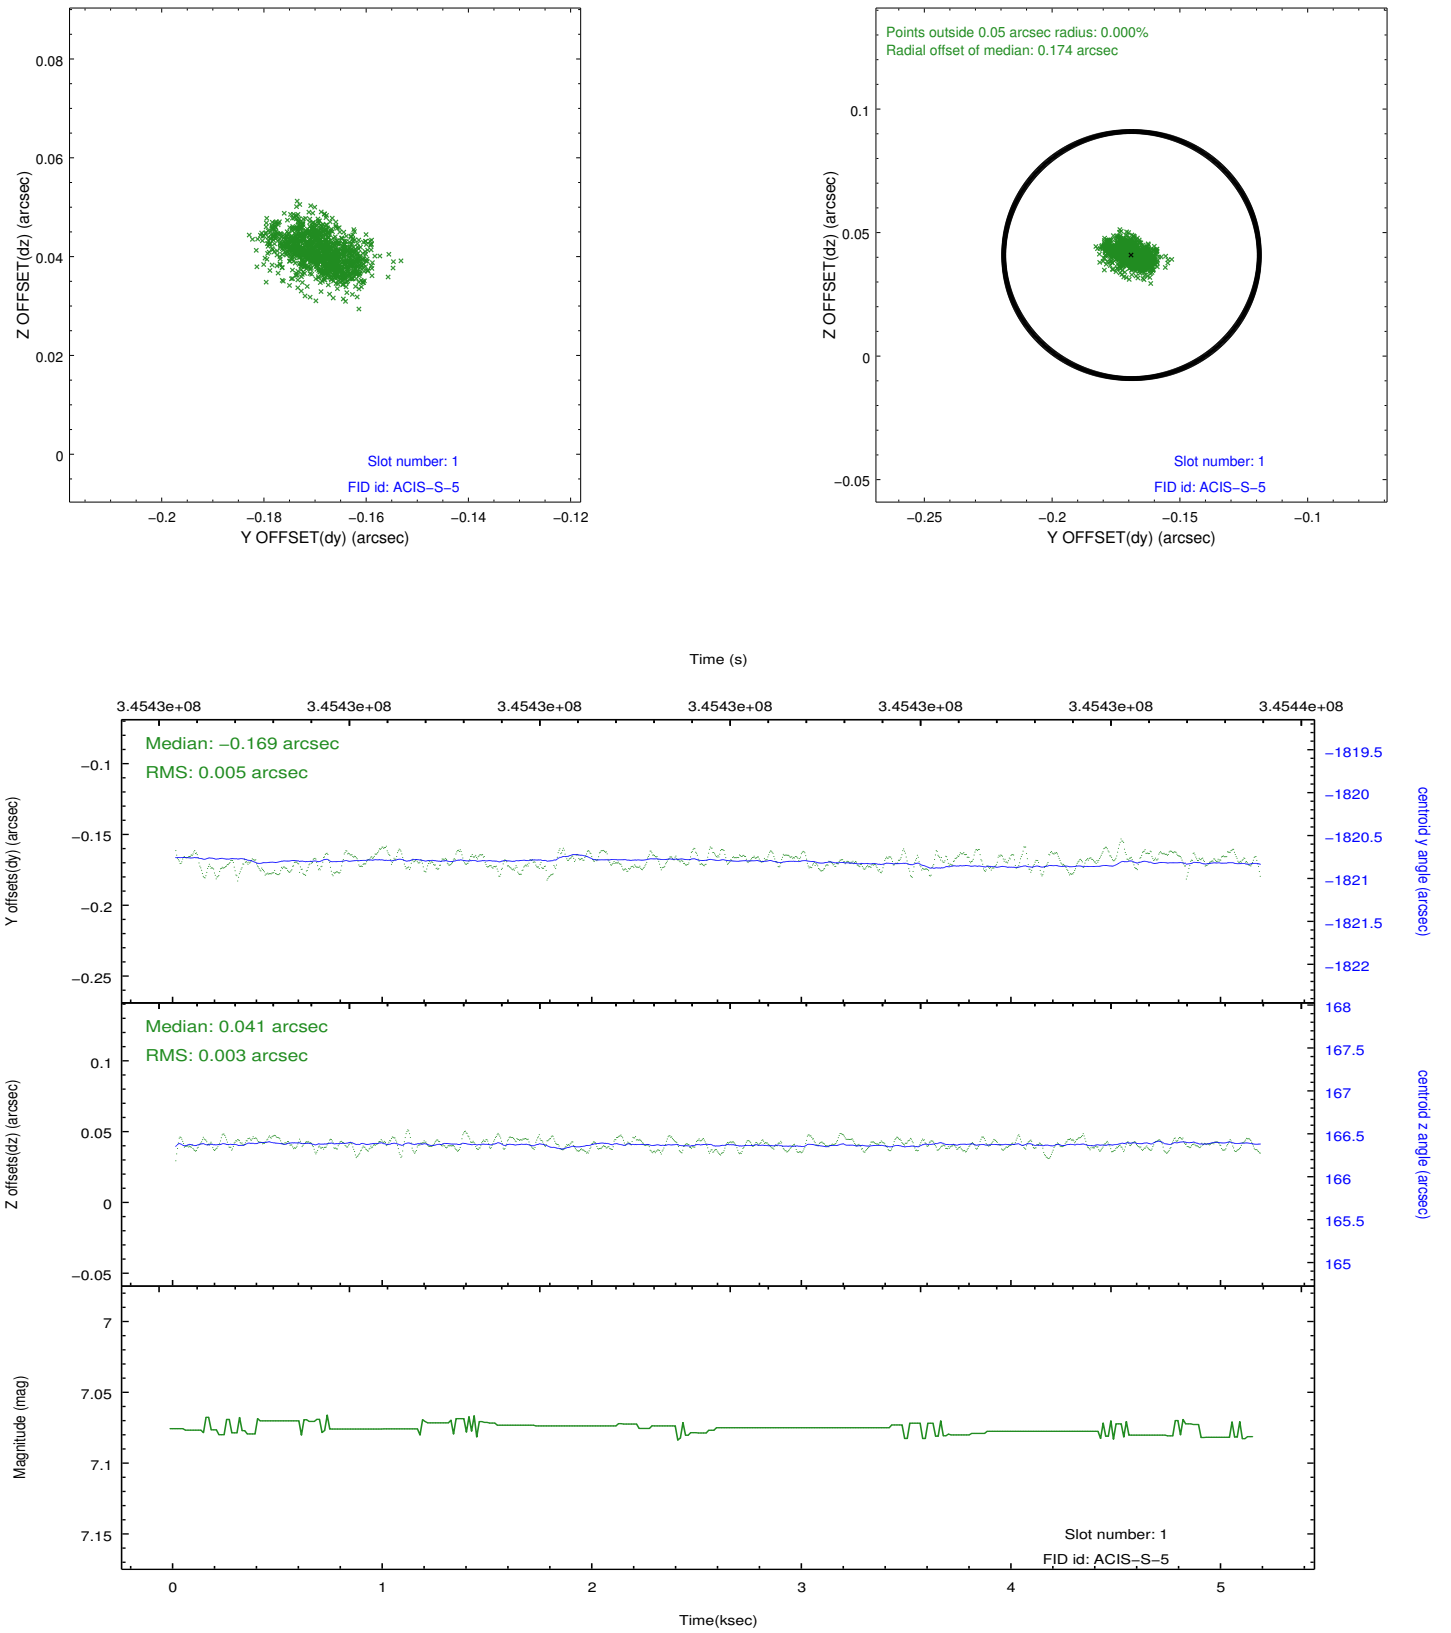 0.08
0.06
0.04
0.02
0
Z OFFSET(dz) (arcsec)
Slot number: 1
FID id: ACIS−S−5
−0.2 −0.18 −0.16 −0.14 −0.12
Y OFFSET(dy) (arcsec)
Points outside 0.05 arcsec radius: 0.000%
Radial offset of median: 0.174 arcsec
0.1
0.05
0
−0.05
Z OFFSET(dz) (arcsec)
Slot number: 1
FID id: ACIS−S−5
−0.25 −0.2 −0.15 −0.1
Y OFFSET(dy) (arcsec)
Time (s)
3.4543e+08 3.4543e+08 3.4543e+08 3.4543e+08 3.4543e+08 3.4543e+08 3.4544e+08
Median: −0.169 arcsec
RMS: 0.005 arcsec
−0.1
−0.15
−0.2
−0.25
Y offsets(dy) (arcsec)
−1819.5
−1820
−1820.5
−1821
−1821.5
−1822
centroid y angle (arcsec)
Median: 0.041 arcsec
RMS: 0.003 arcsec
0.1
0.05
0
−0.05
Z offsets(dz) (arcsec)
168
167.5
167
166.5
166
165.5
165
centroid z angle (arcsec)
7
7.05
7.1
7.15
Magnitude (mag)
Slot number: 1
FID id: ACIS−S−5
0 1 2 3 4 5
Time(ksec)